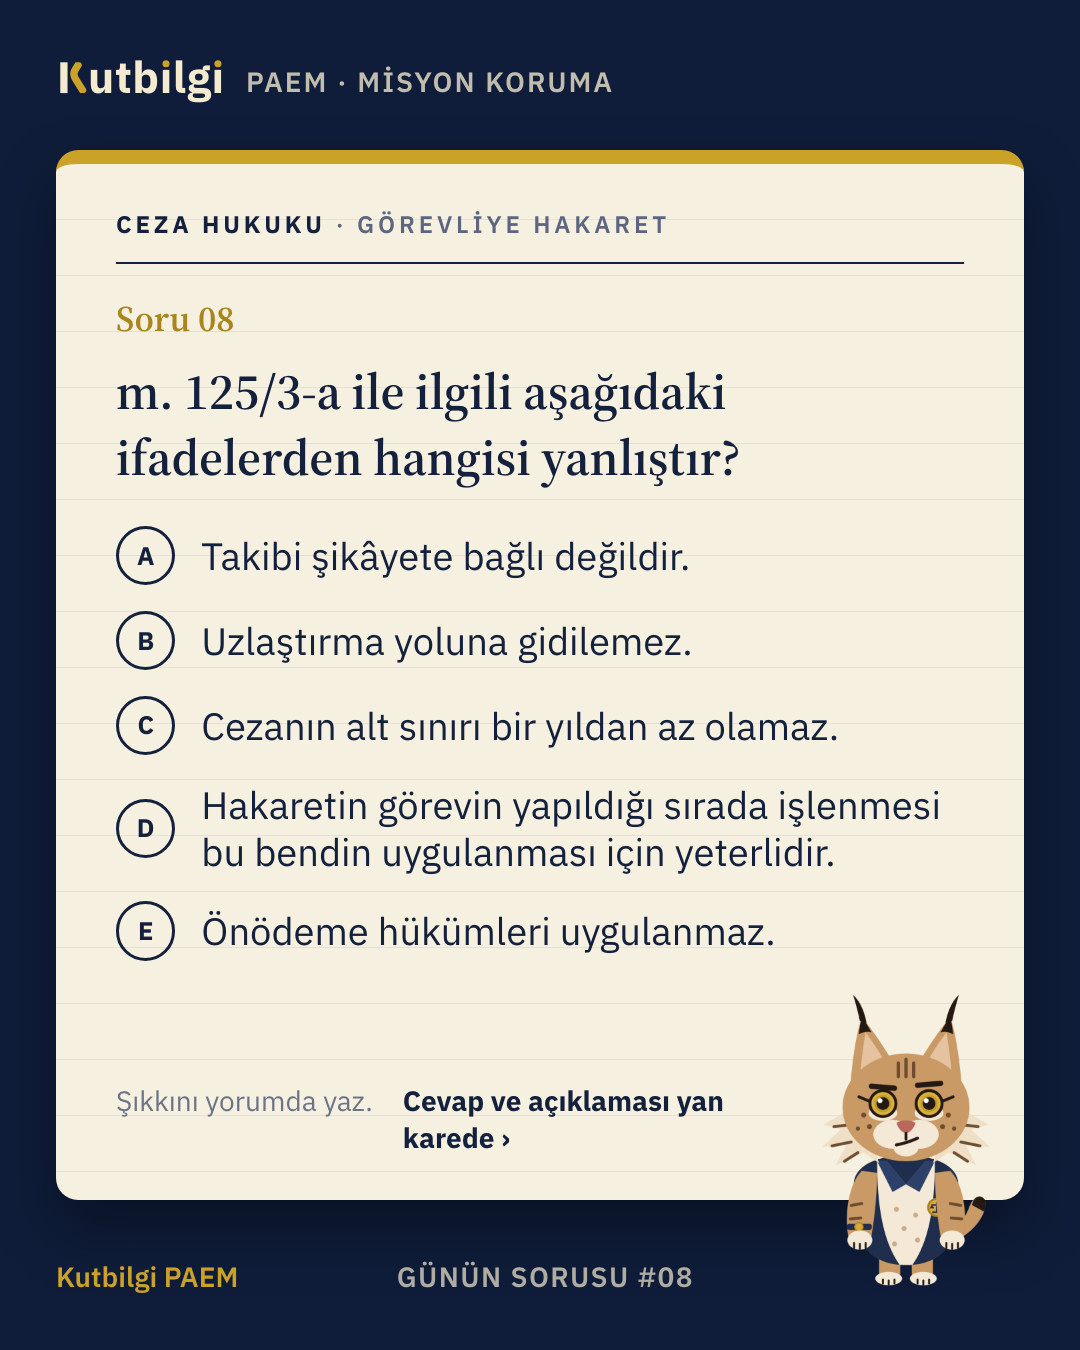 Kutbilgi PAEM · MİSYON KORUMA
CEZA HUKUKU · GÖREVLİYE HAKARET
Soru 08
m. 125/3-a ile ilgili aşağıdaki
ifadelerden hangisi yanlıştır?
A Takibi şikâyete bağlı değildir.
B Uzlaştırma yoluna gidilemez.
C Cezanın alt sınırı bir yıldan az olamaz.
D Hakaretin görevin yapıldığı sırada işlenmesi
bu bendin uygulanması için yeterlidir.
E Önödeme hükümleri uygulanmaz.
Şıkkını yorumda yaz. Cevap ve açıklaması yan
karede ›
Kutbilgi PAEM GÜNÜN SORUSU #08